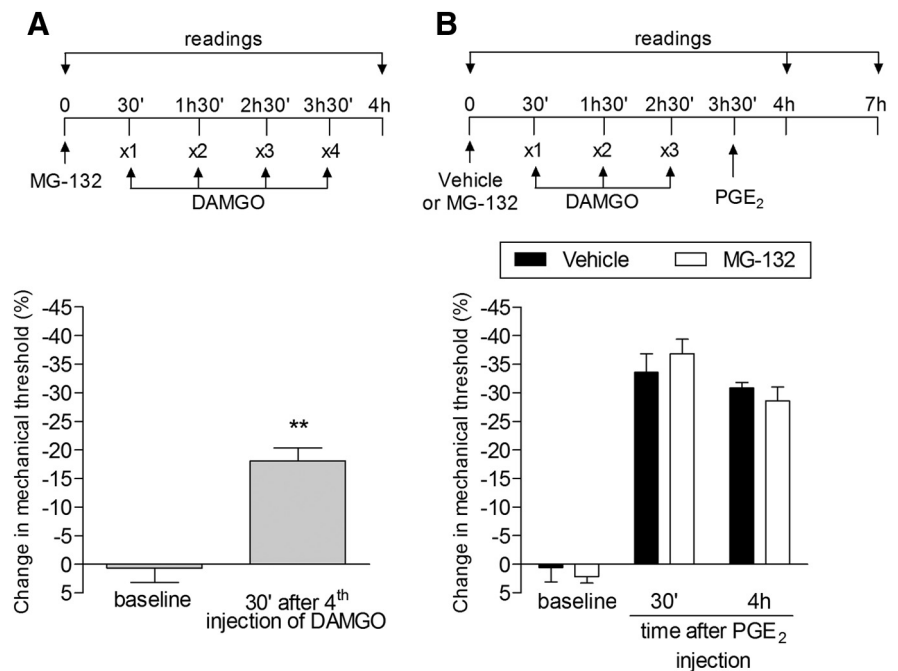 A
readings
0 30' 1h30' 2h30' 3h30' 4h
x1 x2 x3 x4
MG-132
DAMGO
Change in mechanical threshold (%)
-45
-40
-35
-30
-25
-20
-15
-10
-5
0
5
**
baseline
30' after 4th
injection of DAMGO
B
readings
0 30' 1h30' 2h30' 3h30' 4h 7h
x1 x2 x3
Vehicle
or MG-132
DAMGO
PGE2
Vehicle MG-132
Change in mechanical threshold (%)
-45
-40
-35
-30
-25
-20
-15
-10
-5
0
5
baseline 30' 4h
time after PGE2
injection